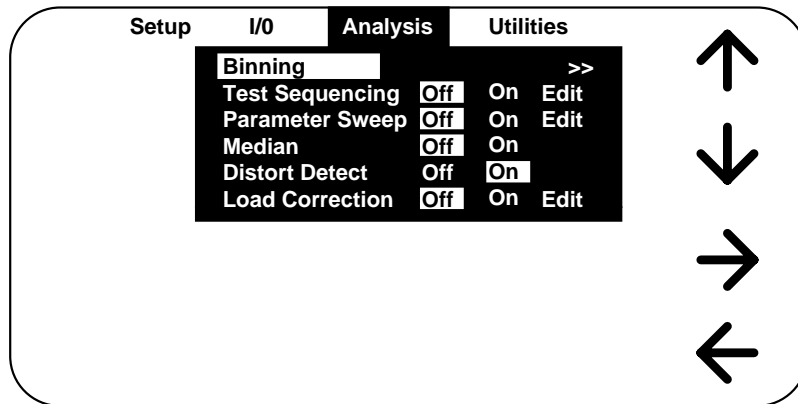 Setup I/0 Analysis Utilities
Binning >>
Test Sequencing Off On Edit
Parameter Sweep Off On Edit
Median Off On
Distort Detect Off On
Load Correction Off On Edit